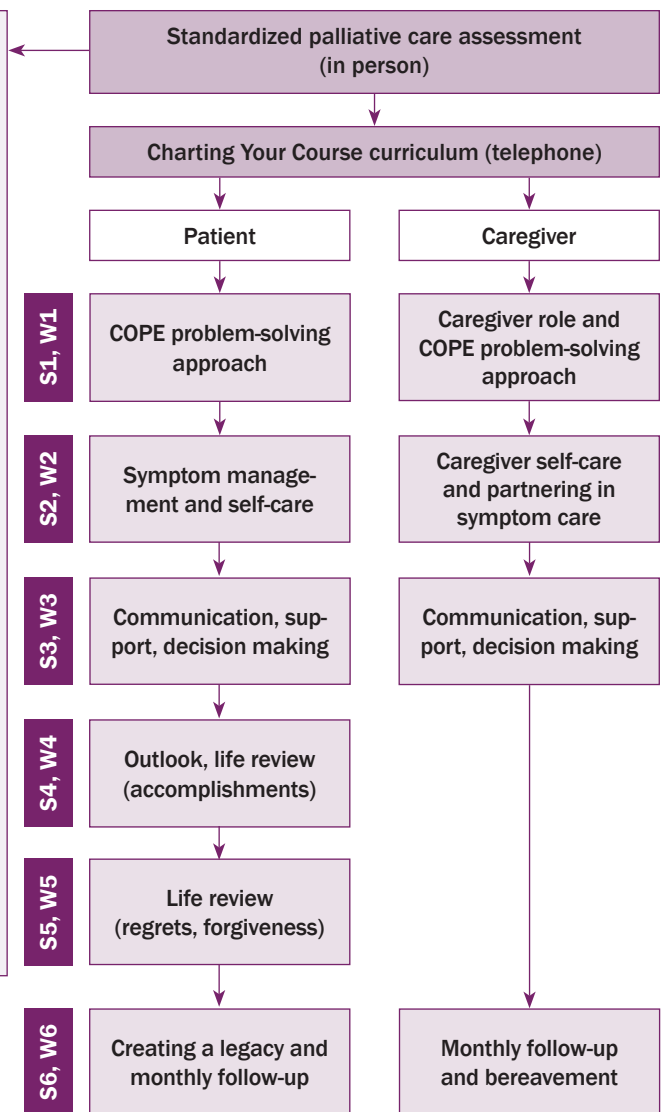 Standardized palliative care assessment
(in person)
Charting Your Course curriculum (telephone)
Patient
Caregiver
S1, W1
COPE problem-solving
approach
Caregiver role and
COPE problem-solving
approach
S2, W2
Symptom manage-
ment and self-care
Caregiver self-care
and partnering in
symptom care
S3, W3
Communication, sup-
port, decision making
Communication, sup-
port, decision making
S4, W4
Outlook, life review
(accomplishments)
S5, W5
Life review
(regrets, forgiveness)
S6, W6
Creating a legacy and
monthly follow-up
Monthly follow-up
and bereavement